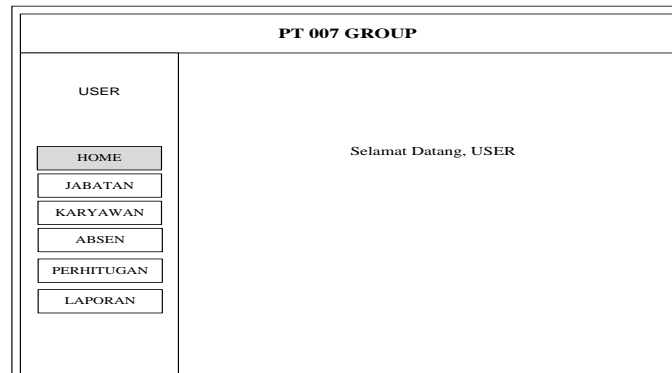 PT 007 GROUP
USER
HOME
JABATAN
KARYAWAN
ABSEN
PERHITUGAN
LAPORAN
Selamat Datang, USER